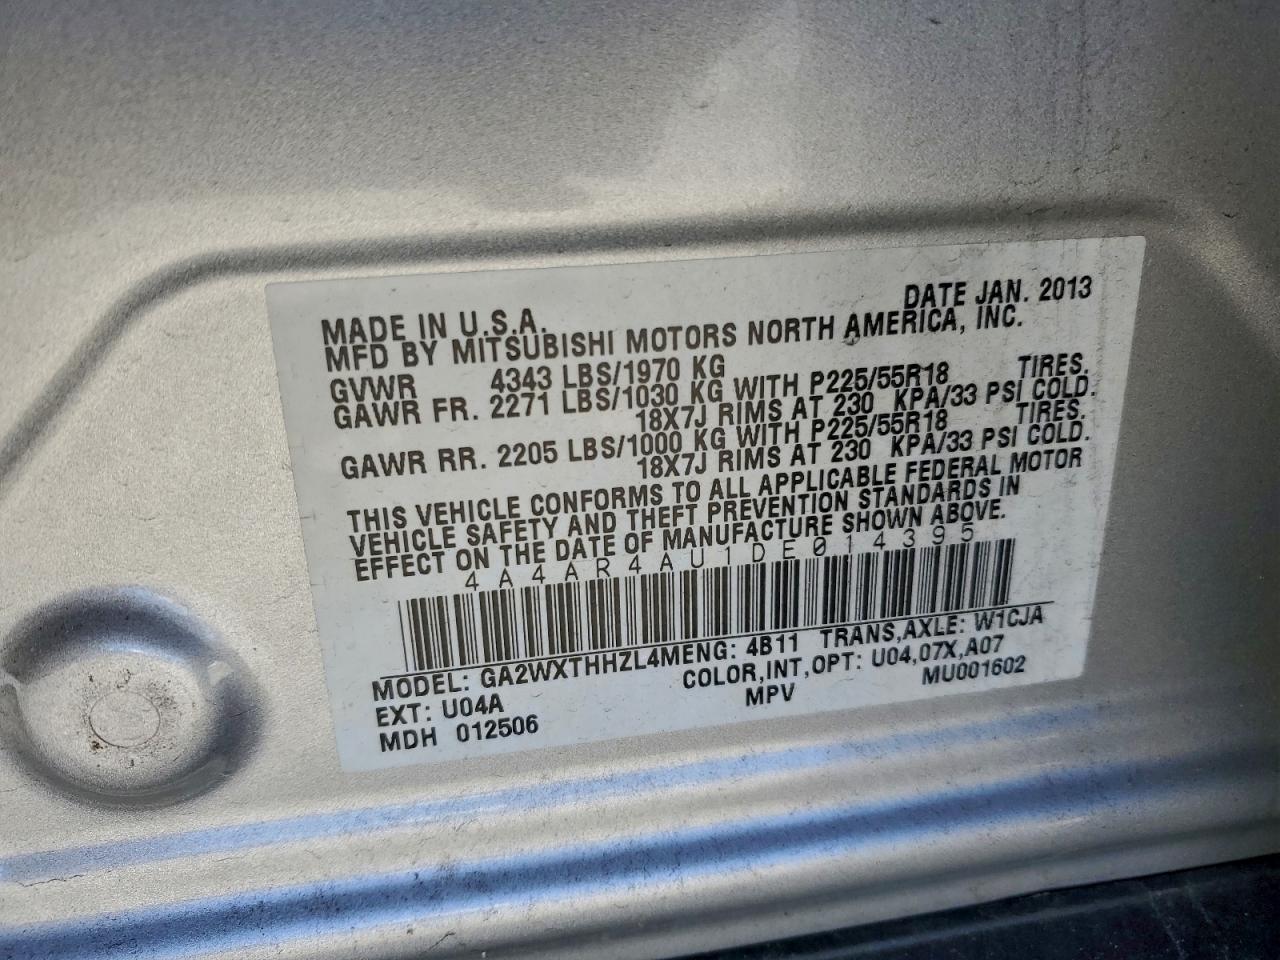 DATE JAN. 2013
MADE IN U.S.A.
MFD BY MITSUBISHI MOTORS NORTH AMERICA, INC.
GVWR 4343 LBS/1970 KG
GAWR FR. 2271 LBS/1030 KG WITH P225/55R18 TIRES.
18X7J RIMS AT 230 KPA/33 PSI COLD.
GAWR RR. 2205 LBS/1000 KG WITH P225/55R18 TIRES.
18X7J RIMS AT 230 KPA/33 PSI COLD.
THIS VEHICLE CONFORMS TO ALL APPLICABLE FEDERAL MOTOR
VEHICLE SAFETY AND THEFT PREVENTION STANDARDS IN
EFFECT ON THE DATE OF MANUFACTURE SHOWN ABOVE.
4A4AR4AU1DE014395
MODEL: GA2WXTHHZL4MENG: 4B11 TRANS,AXLE: W1CJA
EXT: U04A COLOR,INT,OPT: U04,07X,A07
MDH 012506 MPV MU001602